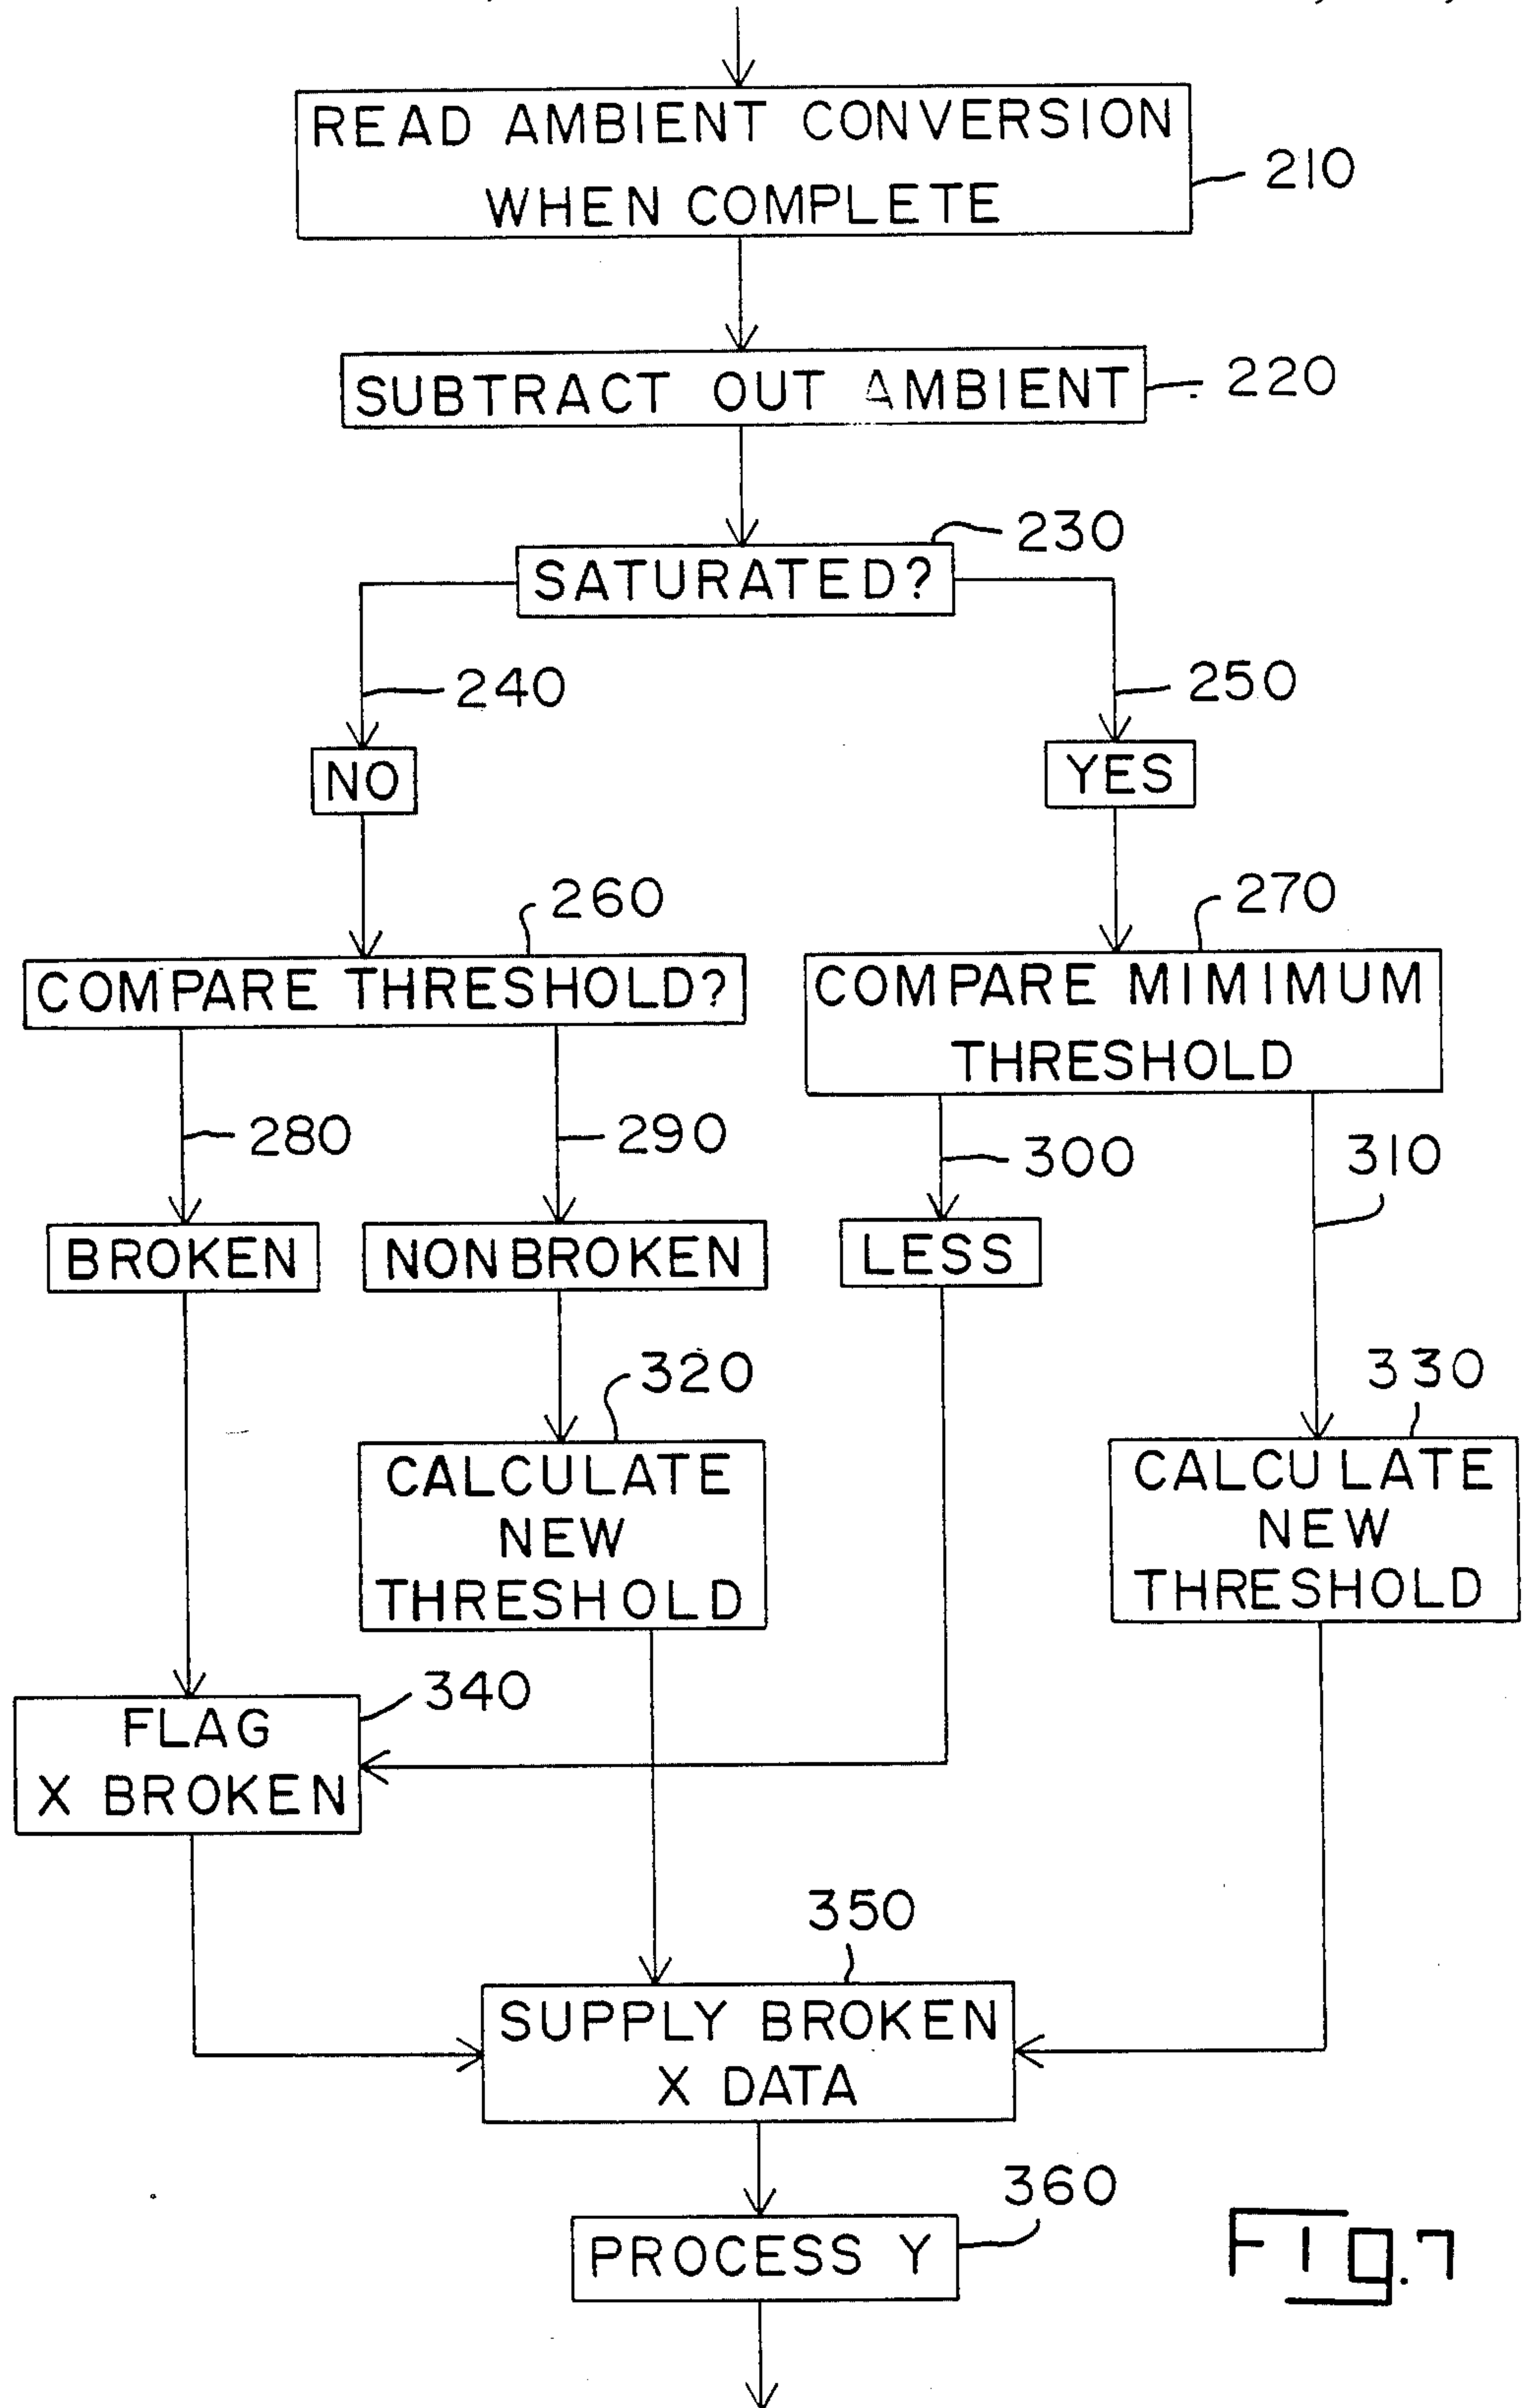 READ AMBIENT CONVERSION
WHEN COMPLETE
210
SUBTRACT OUT AMBIENT
220
230
SATURATED?
240
250
NO
YES
260
270
COMPARE THRESHOLD?
COMPARE MIMIMUM
THRESHOLD
280
290
300
310
BROKEN
NONBROKEN
LESS
320
330
CALCULATE
NEW
THRESHOLD
CALCULATE
NEW
THRESHOLD
340
FLAG
X BROKEN
350
SUPPLY BROKEN
X DATA
360
PROCESS Y
Fig. 7